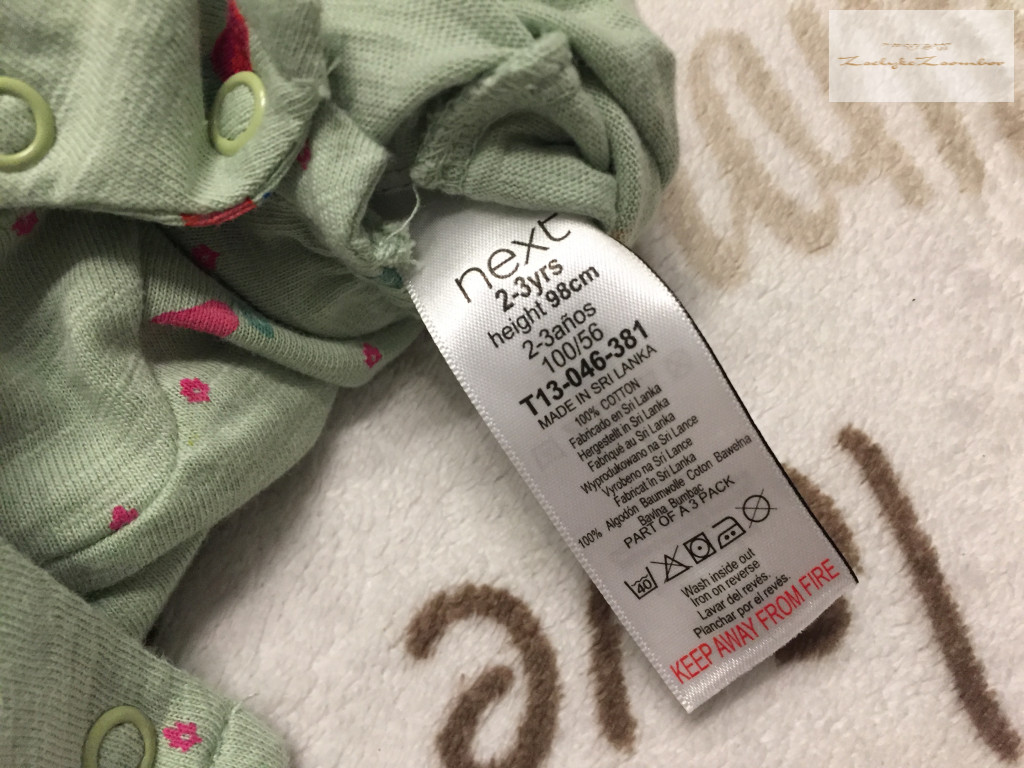 next
2-3yrs
height 98cm
2-3años
100/56
T13-046-381
MADE IN SRI LANKA
100% COTTON
Fabricado en Sri Lanka
Hergestellt in Sri Lanka
Fabriqué au Sri Lanka
Wyprodukowano na Sri Lance
Vyrobeno na Srí Lance
Fabricat în Sri Lanka
100% Algodón Baumwolle Coton Bawełna
Bavlna Bumbac
PART OF A 3 PACK
40
Wash inside out
Iron on reverse
Lavar del revés.
Planchar por el revés.
KEEP AWAY FROM FIRE